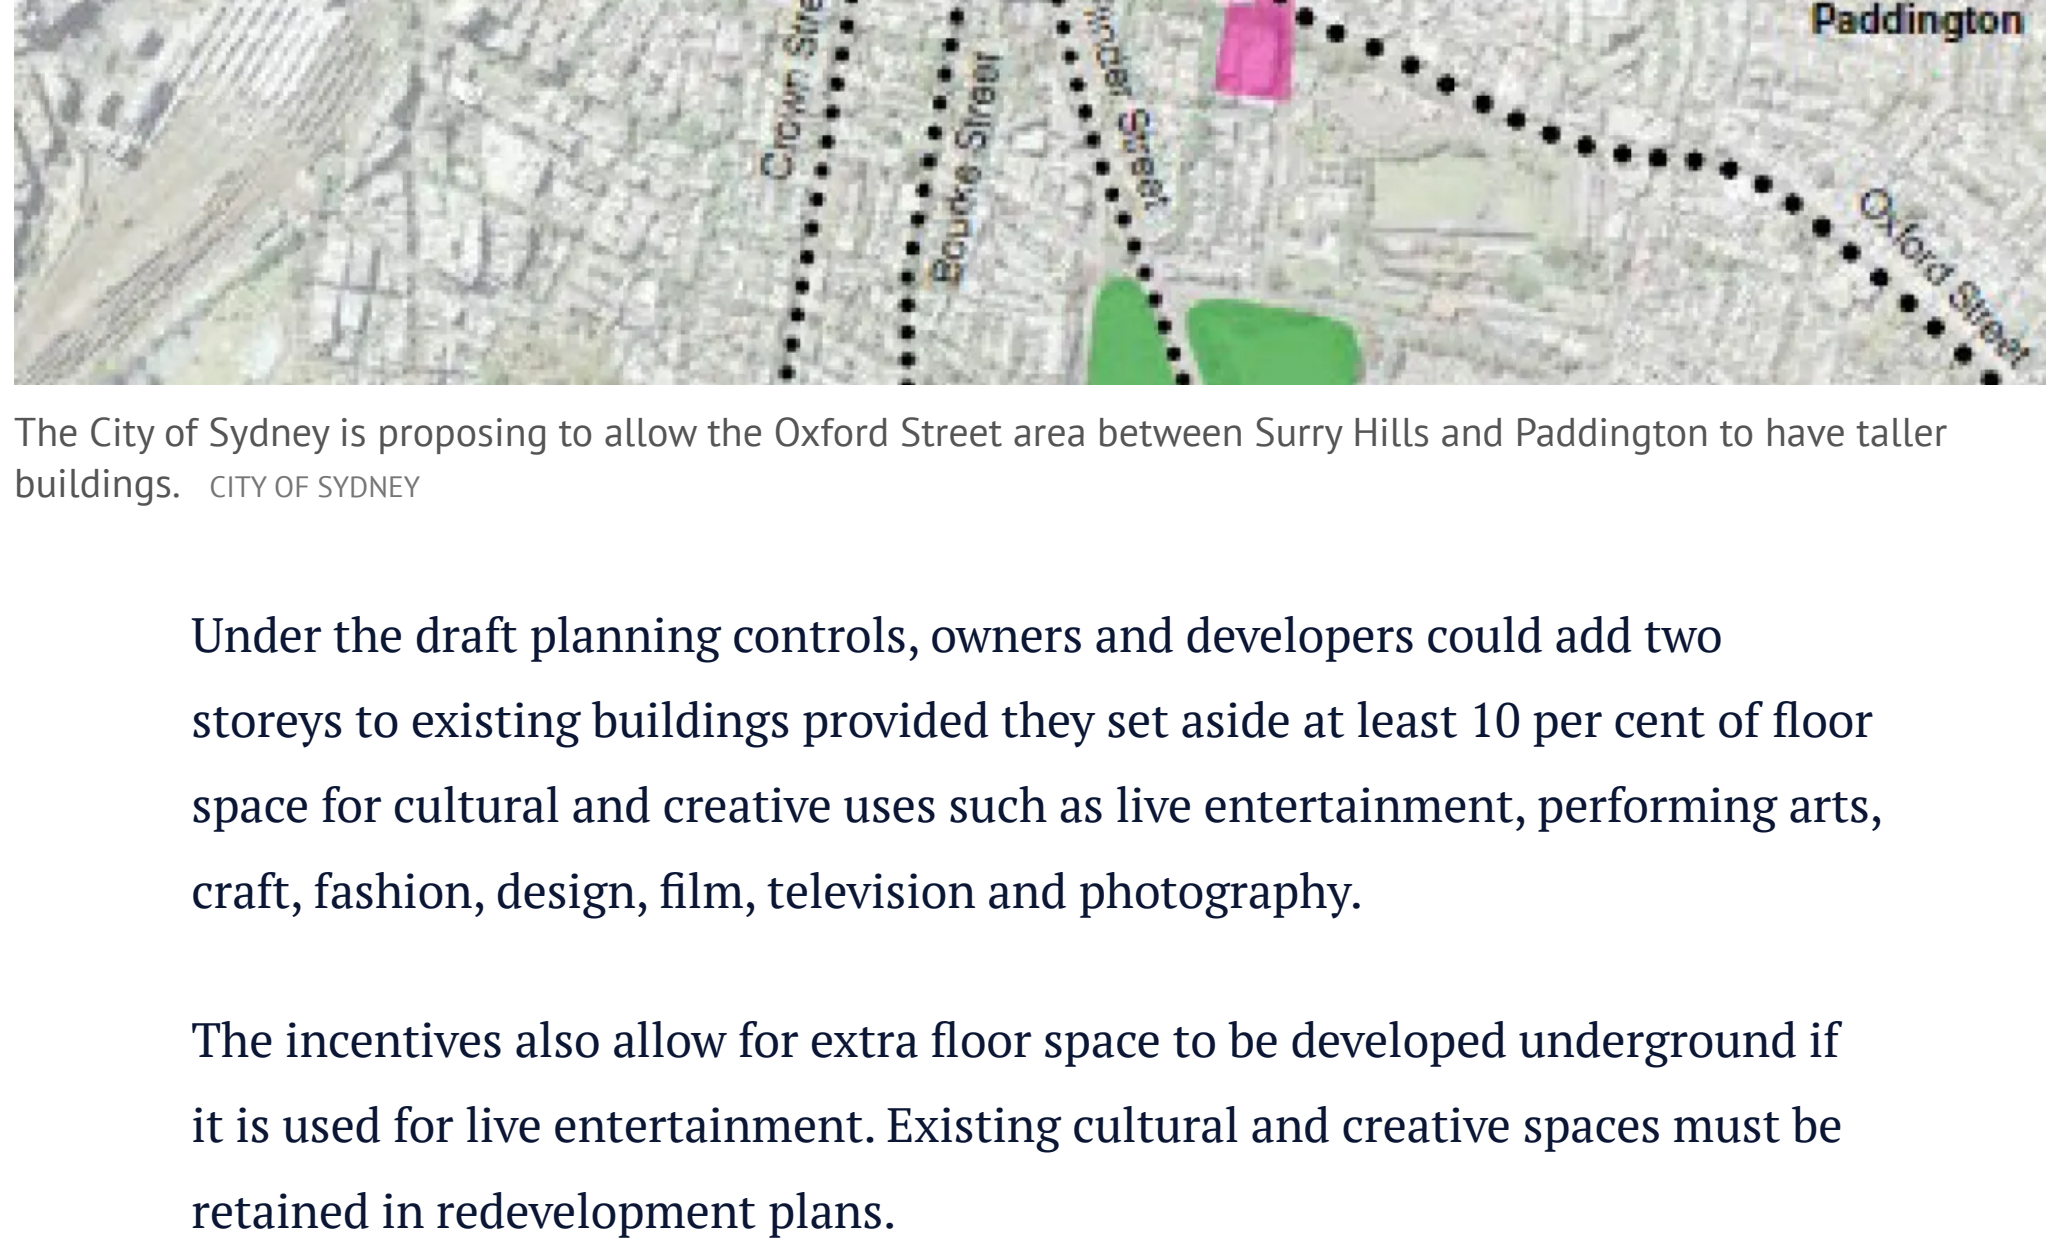 Paddington
Crown Stre
Bourke Street
Street
Oxford Street
The City of Sydney is proposing to allow the Oxford Street area between Surry Hills and Paddington to have taller
buildings. CITY OF SYDNEY
Under the draft planning controls, owners and developers could add two
storeys to existing buildings provided they set aside at least 10 per cent of floor
space for cultural and creative uses such as live entertainment, performing arts,
craft, fashion, design, film, television and photography.
The incentives also allow for extra floor space to be developed underground if
it is used for live entertainment. Existing cultural and creative spaces must be
retained in redevelopment plans.